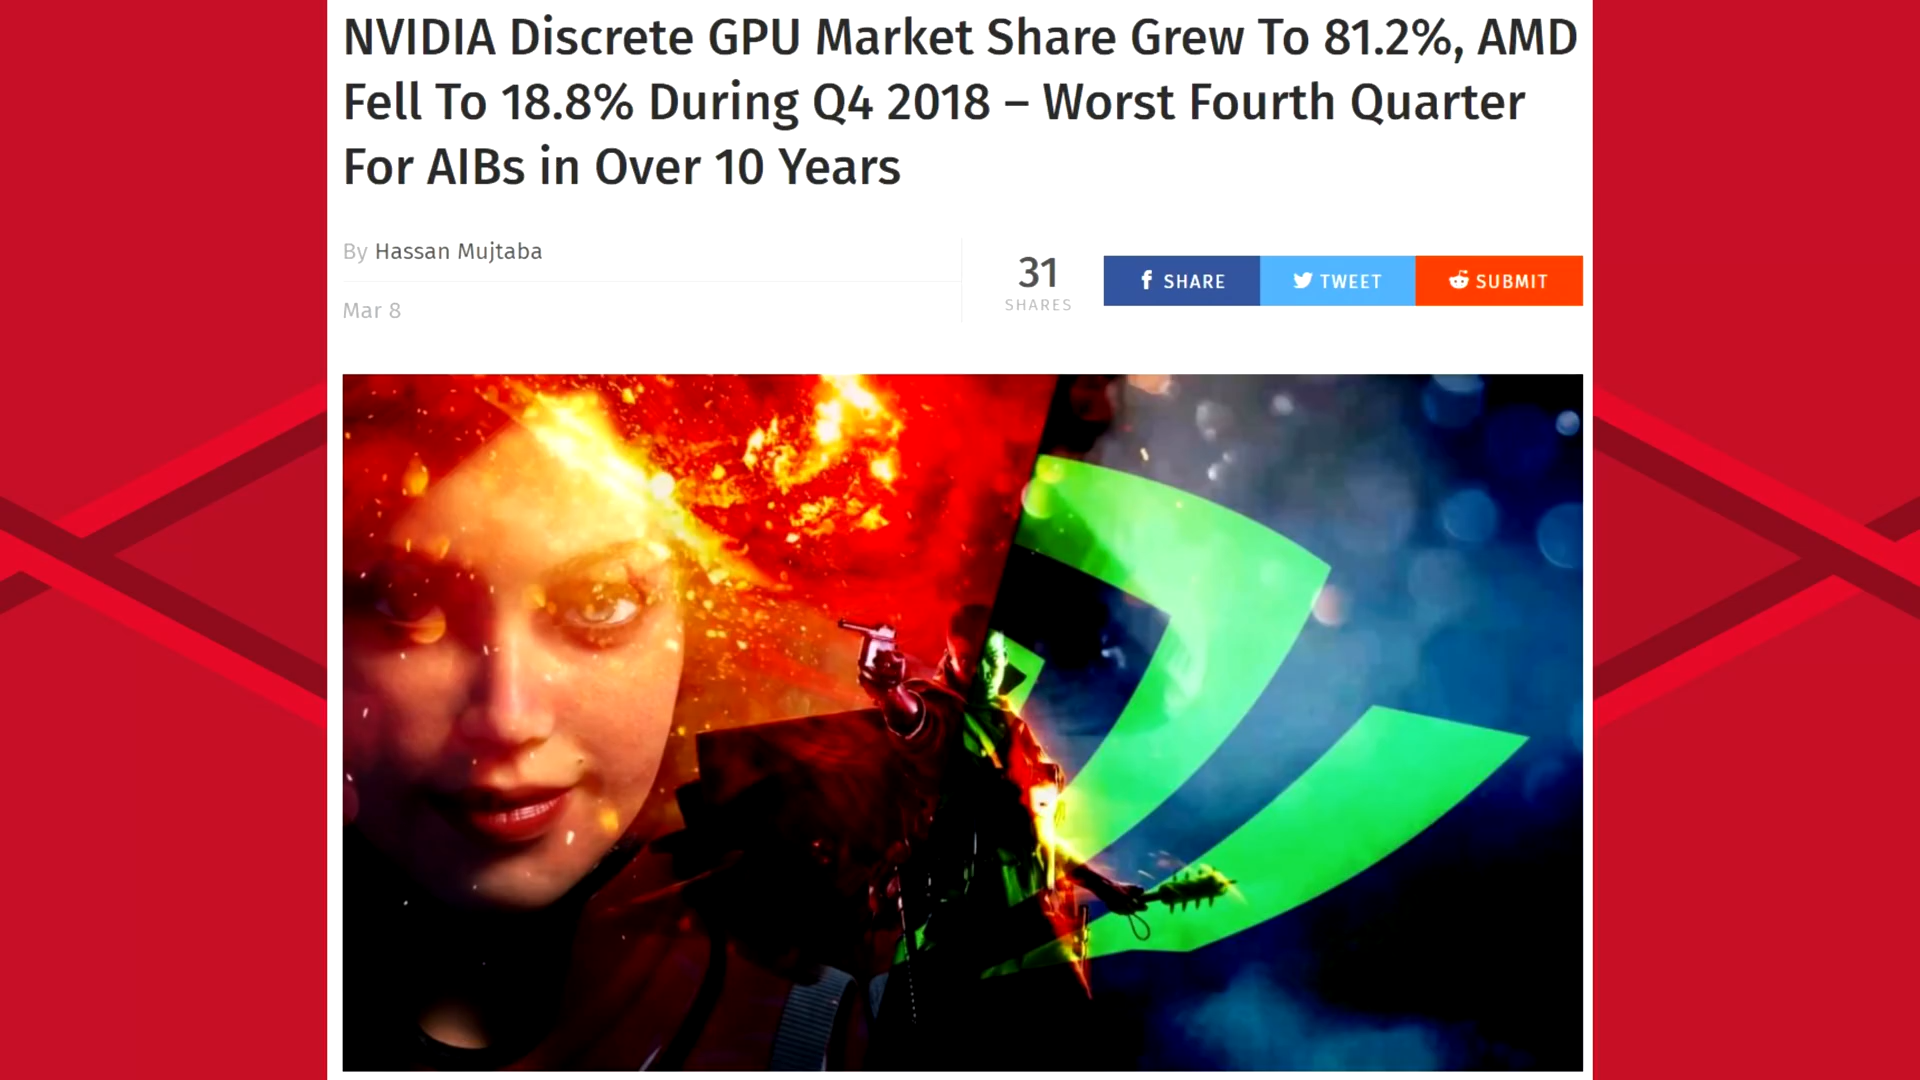 NVIDIA Discrete GPU Market Share Grew To 81.2%, AMD
Fell To 18.8% During Q4 2018 – Worst Fourth Quarter
For AIBs in Over 10 Years
By Hassan Mujtaba
Mar 8
31
SHARES
SHARE
TWEET
SUBMIT